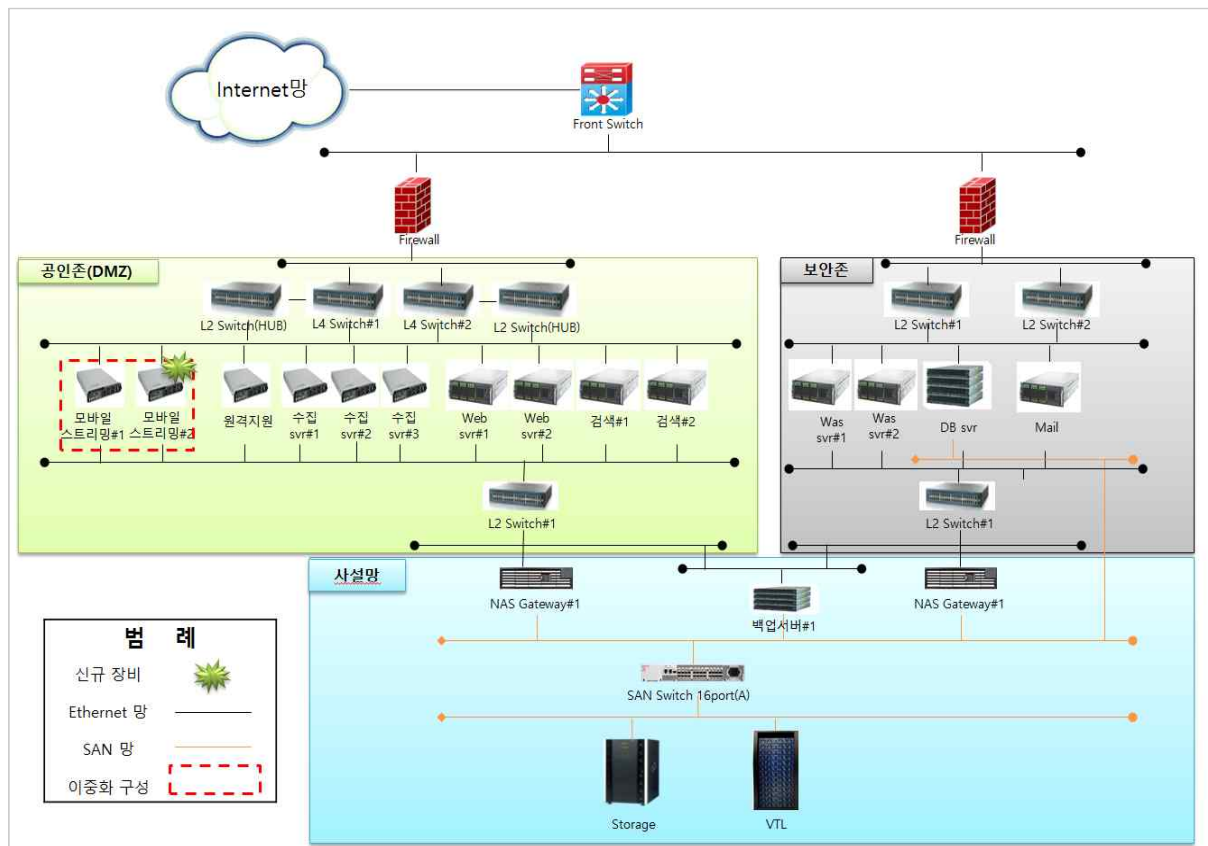 Internet망
Front Switch
Firewall
Firewall
공인존(DMZ)
보안존
L2 Switch(HUB)
L4 Switch#1
L4 Switch#2
L2 Switch(HUB)
L2 Switch#1
L2 Switch#2
모바일
스트리밍#1
모바일
스트리밍#2
원격지원
수집
svr#1
수집
svr#2
수집
svr#3
Web
svr#1
Web
svr#2
검색#1
검색#2
Was
svr#1
Was
svr#2
DB svr
Mail
L2 Switch#1
L2 Switch#1
사설망
NAS Gateway#1
백업서버#1
NAS Gateway#1
SAN Switch 16port(A)
Storage
VTL
범 례
신규 장비
Ethernet 망
SAN 망
이중화 구성